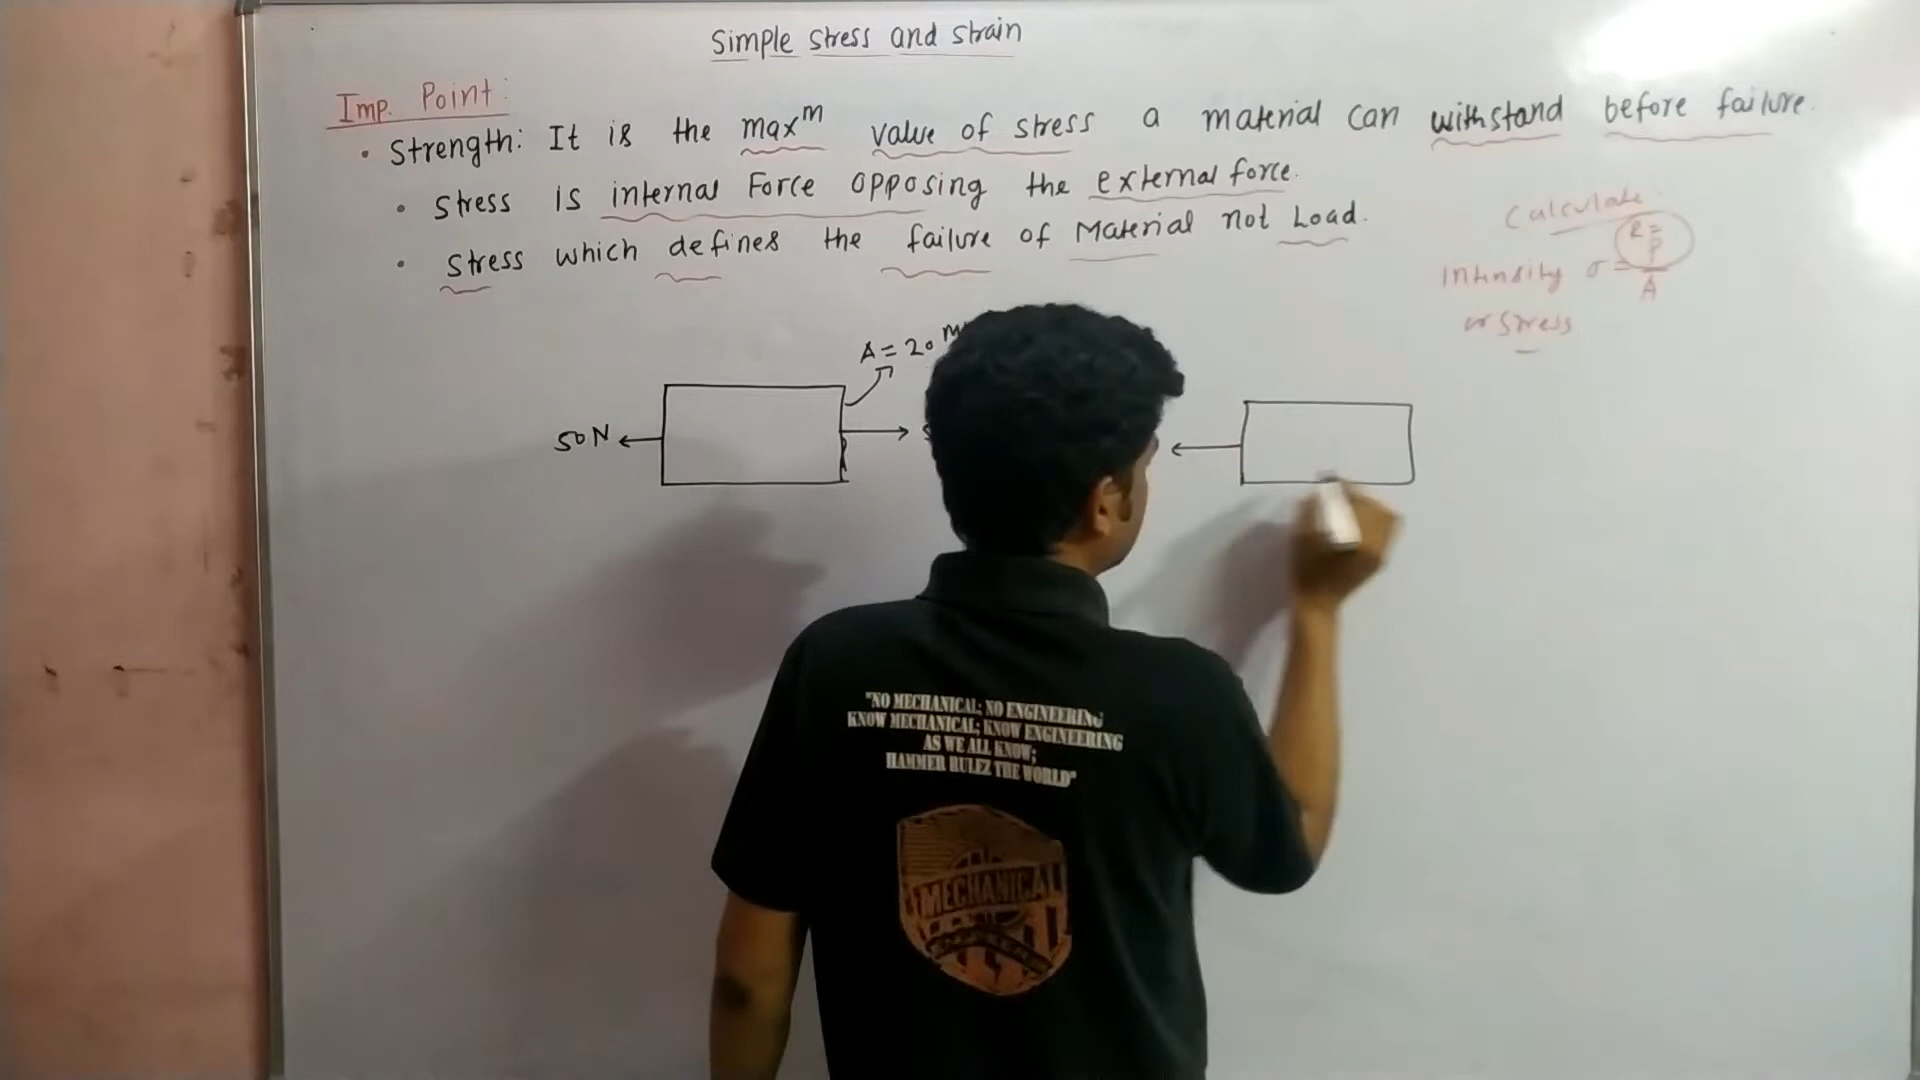 Simple stress and strain
Imp. Point:
• Strength: It is the maxᵐ value of stress a material can withstand before failure.
• Stress is internal Force opposing the external force.
• Stress which defines the failure of Material not Load.
Calculate
R=
P
Intensity σ =
A
or Stress
A = 20
50N
"NO MECHANICAL; NO ENGINEERING
KNOW MECHANICAL; KNOW ENGINEERING
AS WE ALL KNOW;
HAMMER RULEZ THE WORLD"
MECHANICAL